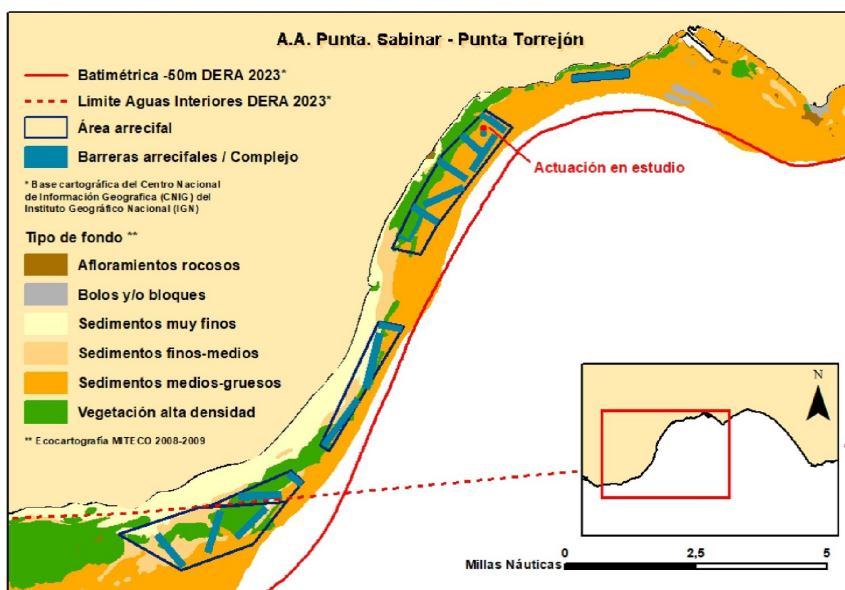 A.A. Punta. Sabinar - Punta Torrejón
Batimétrica -50m DERA 2023*
Límite Aguas Interiores DERA 2023*
Área arrecifal
Barreras arrecifales / Complejo
* Base cartográfica del Centro Nacional
de Información Geografica (CNIG) del
Instituto Geográfico Nacional (IGN)
Tipo de fondo **
Afloramientos rocosos
Bolos y/o bloques
Sedimentos muy finos
Sedimentos finos-medios
Sedimentos medios-gruesos
Vegetación alta densidad
** Ecocartografía MITECO 2008-2009
Actuación en estudio
N
0 2,5 5
Millas Náuticas